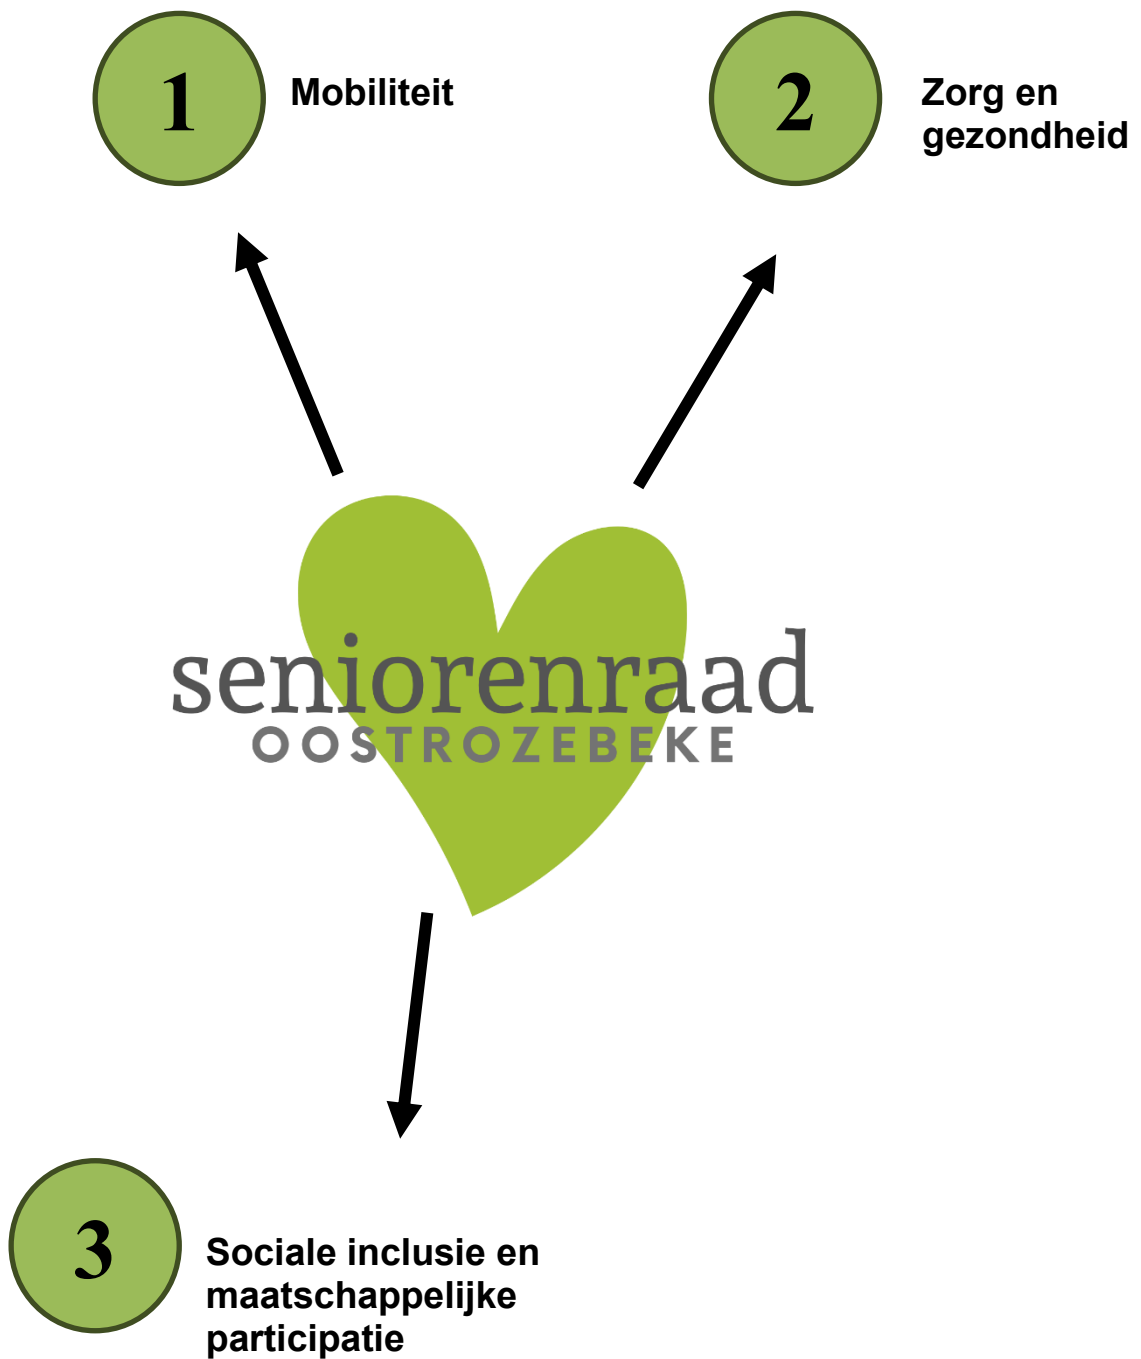 1
Mobiliteit
2
Zorg en
gezondheid
seniorenraad
OOSTROZEBEKE
3
Sociale inclusie en
maatschappelijke
participatie